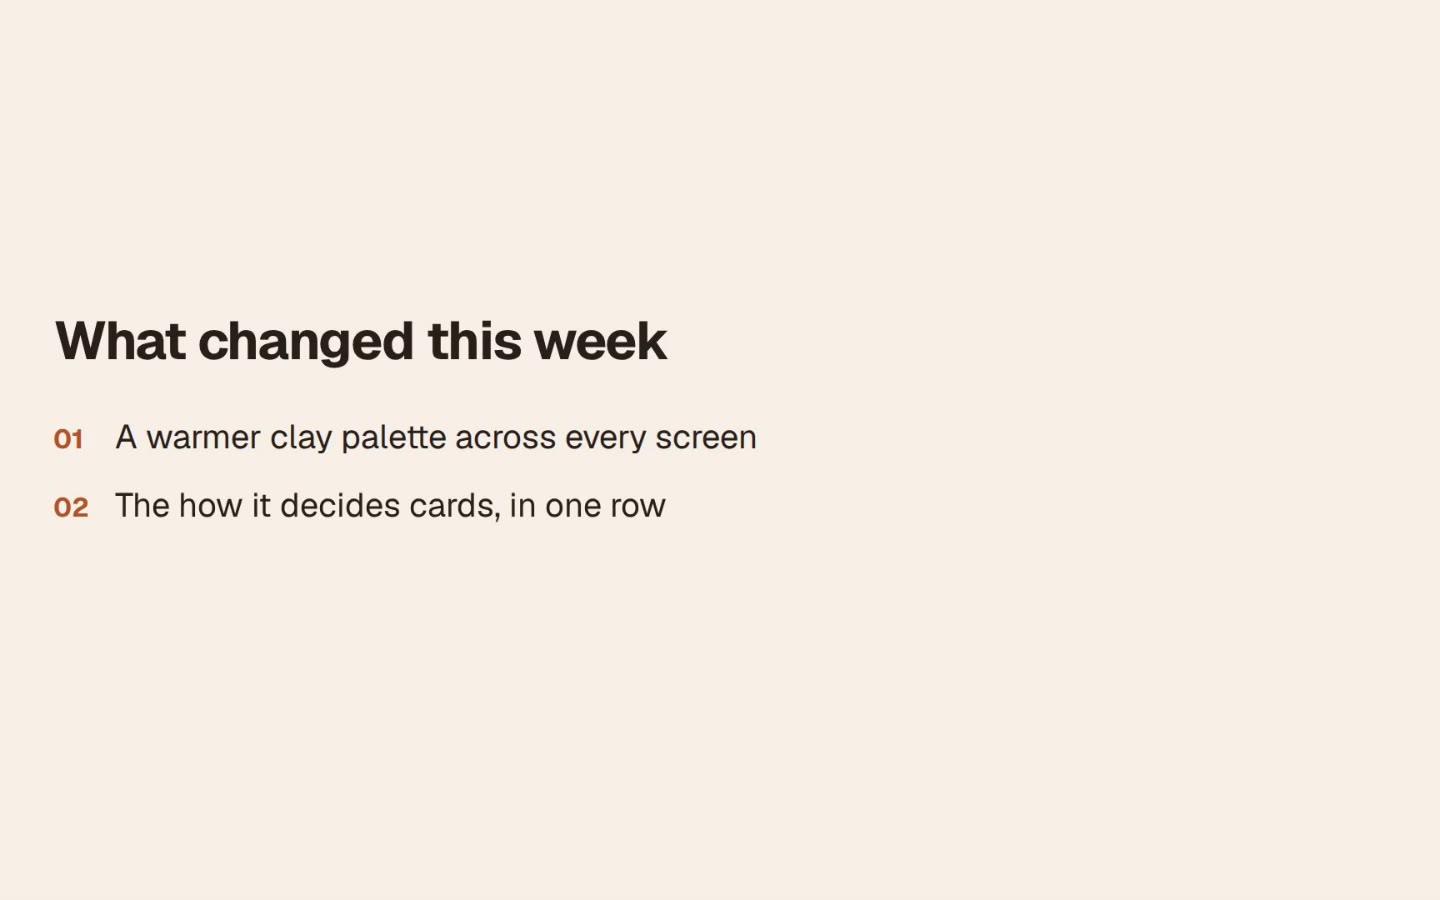 What changed this week
01 A warmer clay palette across every screen
02 The how it decides cards, in one row